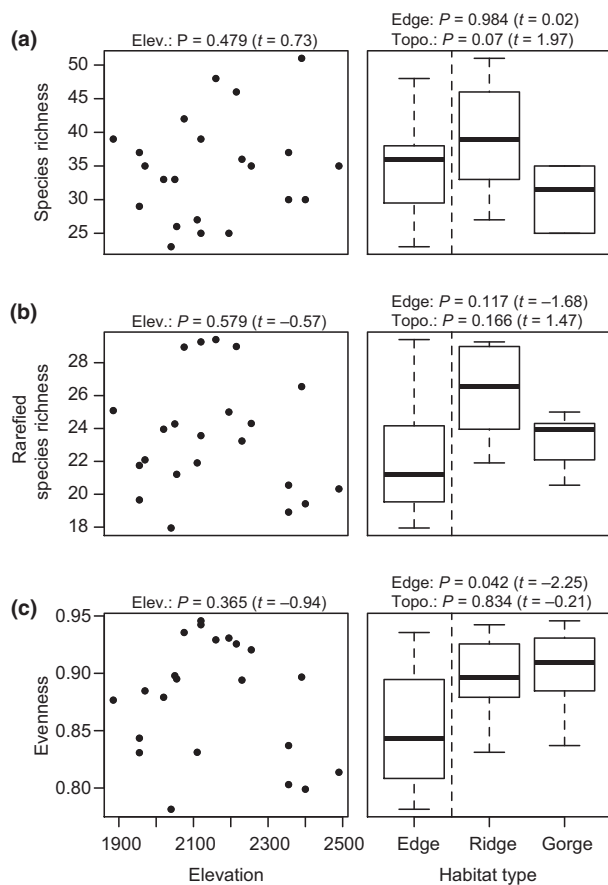 (a)
Elev.: P = 0.479 (t = 0.73)
Edge: P = 0.984 (t = 0.02)
Topo.: P = 0.07 (t = 1.97)
Species richness
50
45
40
35
30
25
(b)
Elev.: P = 0.579 (t = –0.57)
Edge: P = 0.117 (t = –1.68)
Topo.: P = 0.166 (t = 1.47)
Rarefied
species richness
28
26
24
22
20
18
(c)
Elev.: P = 0.365 (t = –0.94)
Edge: P = 0.042 (t = –2.25)
Topo.: P = 0.834 (t = –0.21)
Evenness
0.95
0.90
0.85
0.80
1900 2100 2300 2500
Elevation
Edge Ridge Gorge
Habitat type